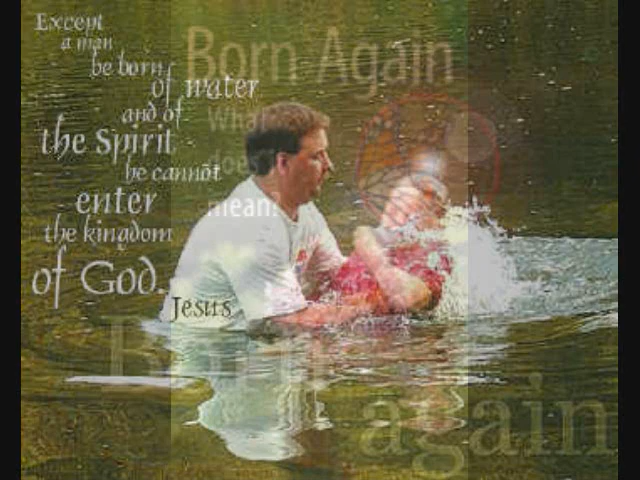 Except
a man
be born
of water
and of
the Spirit
he cannot
enter
the kingdom
of God.
Jesus
Born Again
What
does
mean?
Born
again